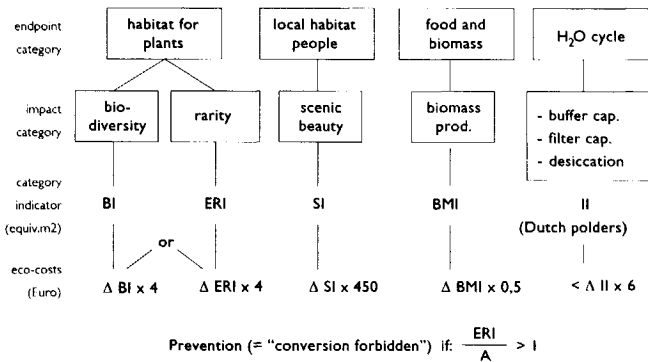 endpoint category
habitat for plants
local habitat people
food and biomass
H₂O cycle
impact category
bio-diversity
rarity
scenic beauty
biomass prod.
- buffer cap.
- filter cap.
- desiccation
category indicator (equiv.m2)
BI
ERI
SI
BMI
II
(Dutch polders)
or
eco-costs (Euro)
Δ BI x 4
Δ ERI x 4
Δ SI x 450
Δ BMI x 0,5
< Δ II x 6
Prevention (= "conversion forbidden") if: ERI / A > 1